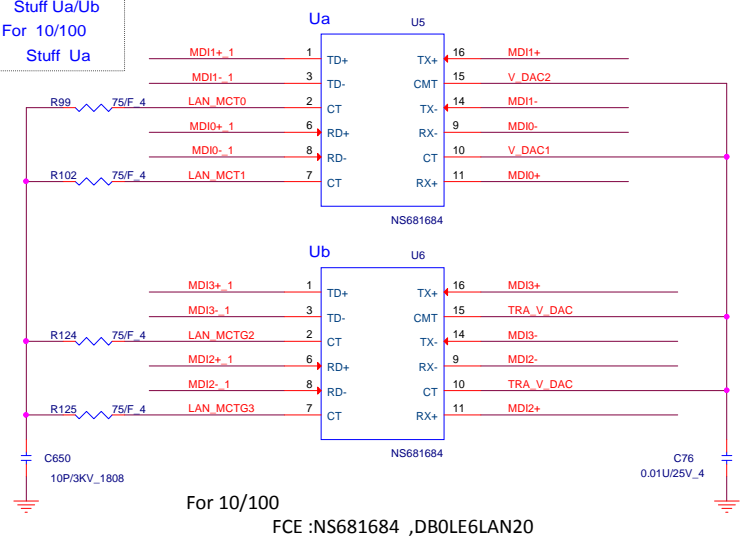 Stuff Ua/Ub
For 10/100
Stuff Ua
Ua
U5
MDI1+_1 1 TD+ TX+ 16 MDI1+
MDI1-_1 3 TD- CMT 15 V_DAC2
R99 75/F_4 LAN_MCT0 2 CT TX- 14 MDI1-
MDI0+_1 6 RD+ RX- 9 MDI0-
MDI0-_1 8 RD- CT 10 V_DAC1
R102 75/F_4 LAN_MCT1 7 CT RX+ 11 MDI0+
NS681684
Ub
U6
MDI3+_1 1 TD+ TX+ 16 MDI3+
MDI3-_1 3 TD- CMT 15 TRA_V_DAC
R124 75/F_4 LAN_MCTG2 2 CT TX- 14 MDI3-
MDI2+_1 6 RD+ RX- 9 MDI2-
MDI2-_1 8 RD- CT 10 TRA_V_DAC
R125 75/F_4 LAN_MCTG3 7 CT RX+ 11 MDI2+
NS681684
C650
10P/3KV_1808
C76
0.01U/25V_4
For 10/100
FCE :NS681684 ,DB0LE6LAN20